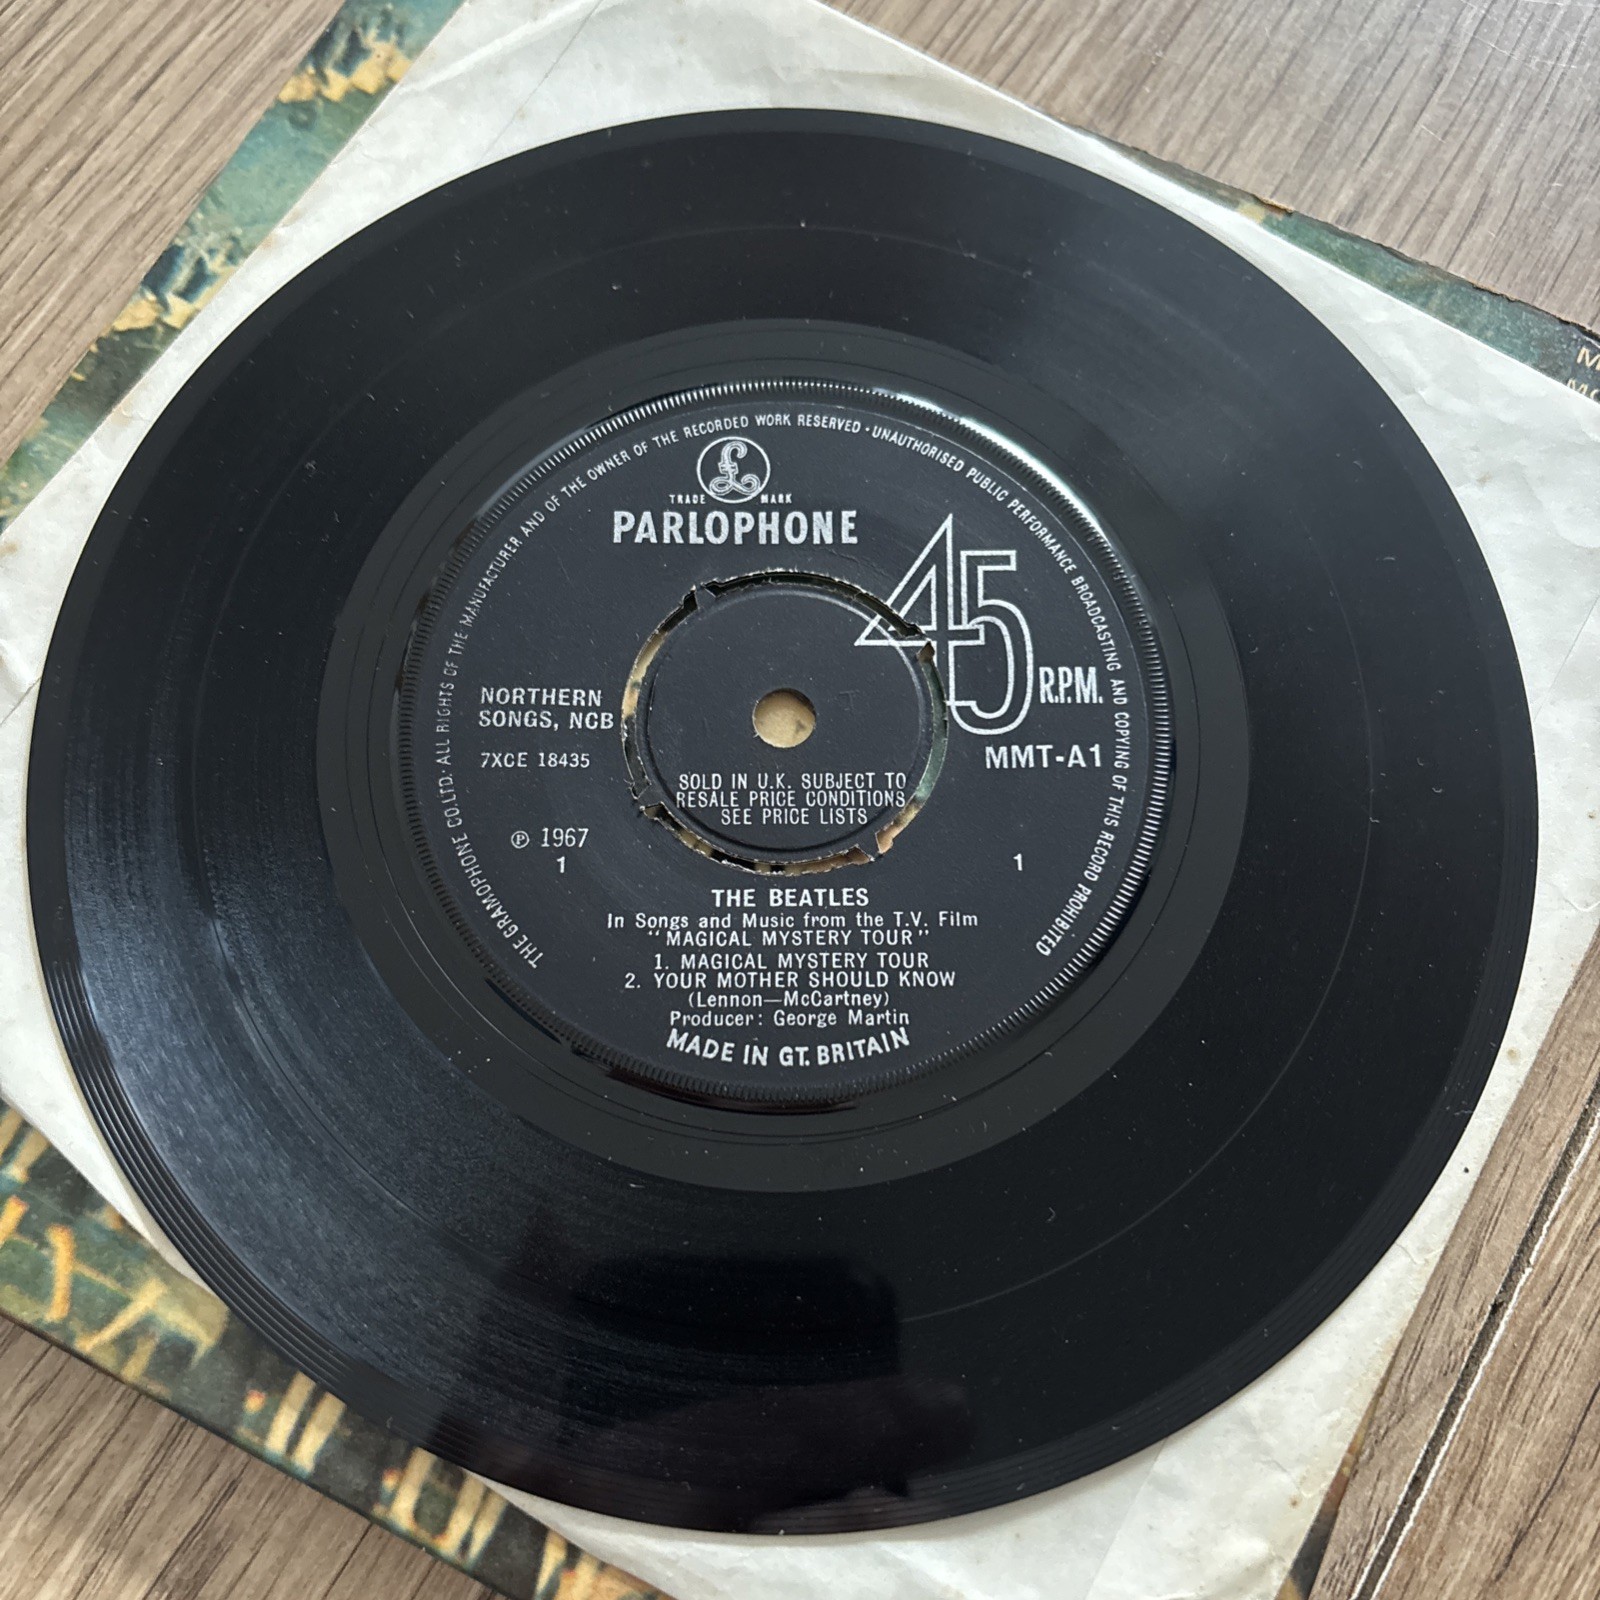 THE GRAMOPHONE CO.LTD. ALL RIGHTS OF THE MANUFACTURER AND OF THE OWNER OF THE RECORDED WORK RESERVED · UNAUTHORISED PUBLIC PERFORMANCE BROADCASTING AND COPYING OF THIS RECORD PROHIBITED
£
TRADE MARK
PARLOPHONE
45
R.P.M.
NORTHERN
SONGS, NCB
7XCE 18435
MMT-A1
SOLD IN U.K. SUBJECT TO
RESALE PRICE CONDITIONS
SEE PRICE LISTS
℗ 1967
1
1
THE BEATLES
In Songs and Music from the T.V. Film
"MAGICAL MYSTERY TOUR"
1. MAGICAL MYSTERY TOUR
2. YOUR MOTHER SHOULD KNOW
(Lennon—McCartney)
Producer: George Martin
MADE IN GT. BRITAIN